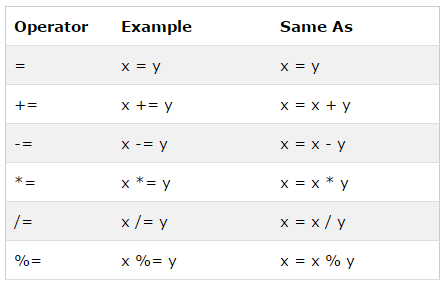 Operator Example Same As
= x = y x = y
+= x += y x = x + y
-= x -= y x = x - y
*= x *= y x = x * y
/= x /= y x = x / y
%= x %= y x = x % y